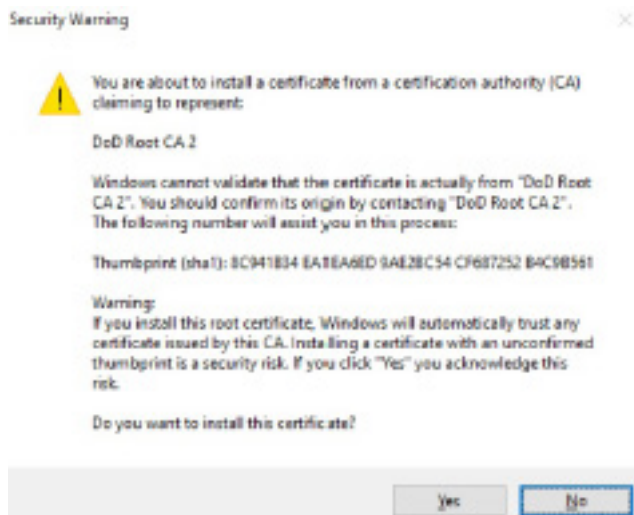 Security Warning
You are about to install a certificate from a certification authority (CA)
claiming to represent:
DoD Root CA 2
Windows cannot validate that the certificate is actually from "DoD Root
CA 2". You should confirm its origin by contacting "DoD Root CA 2".
The following number will assist you in this process:
Thumbprint (sha1): 8C941B34 EA1EA6ED 9AE2BC54 CF687252 B4C9B561
Warning:
If you install this root certificate, Windows will automatically trust any
certificate issued by this CA. Installing a certificate with an unconfirmed
thumbprint is a security risk. If you click "Yes" you acknowledge this
risk.
Do you want to install this certificate?
Yes No